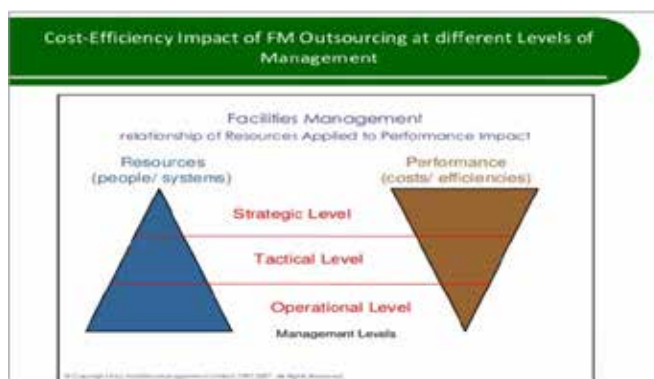 Cost-Efficiency Impact of FM Outsourcing at different Levels of
Management
Facilities Management
relationship of Resources Applied to Performance Impact
Resources
(people/ systems)
Performance
(costs/ efficiencies)
Strategic Level
Tactical Level
Operational Level
Management Levels